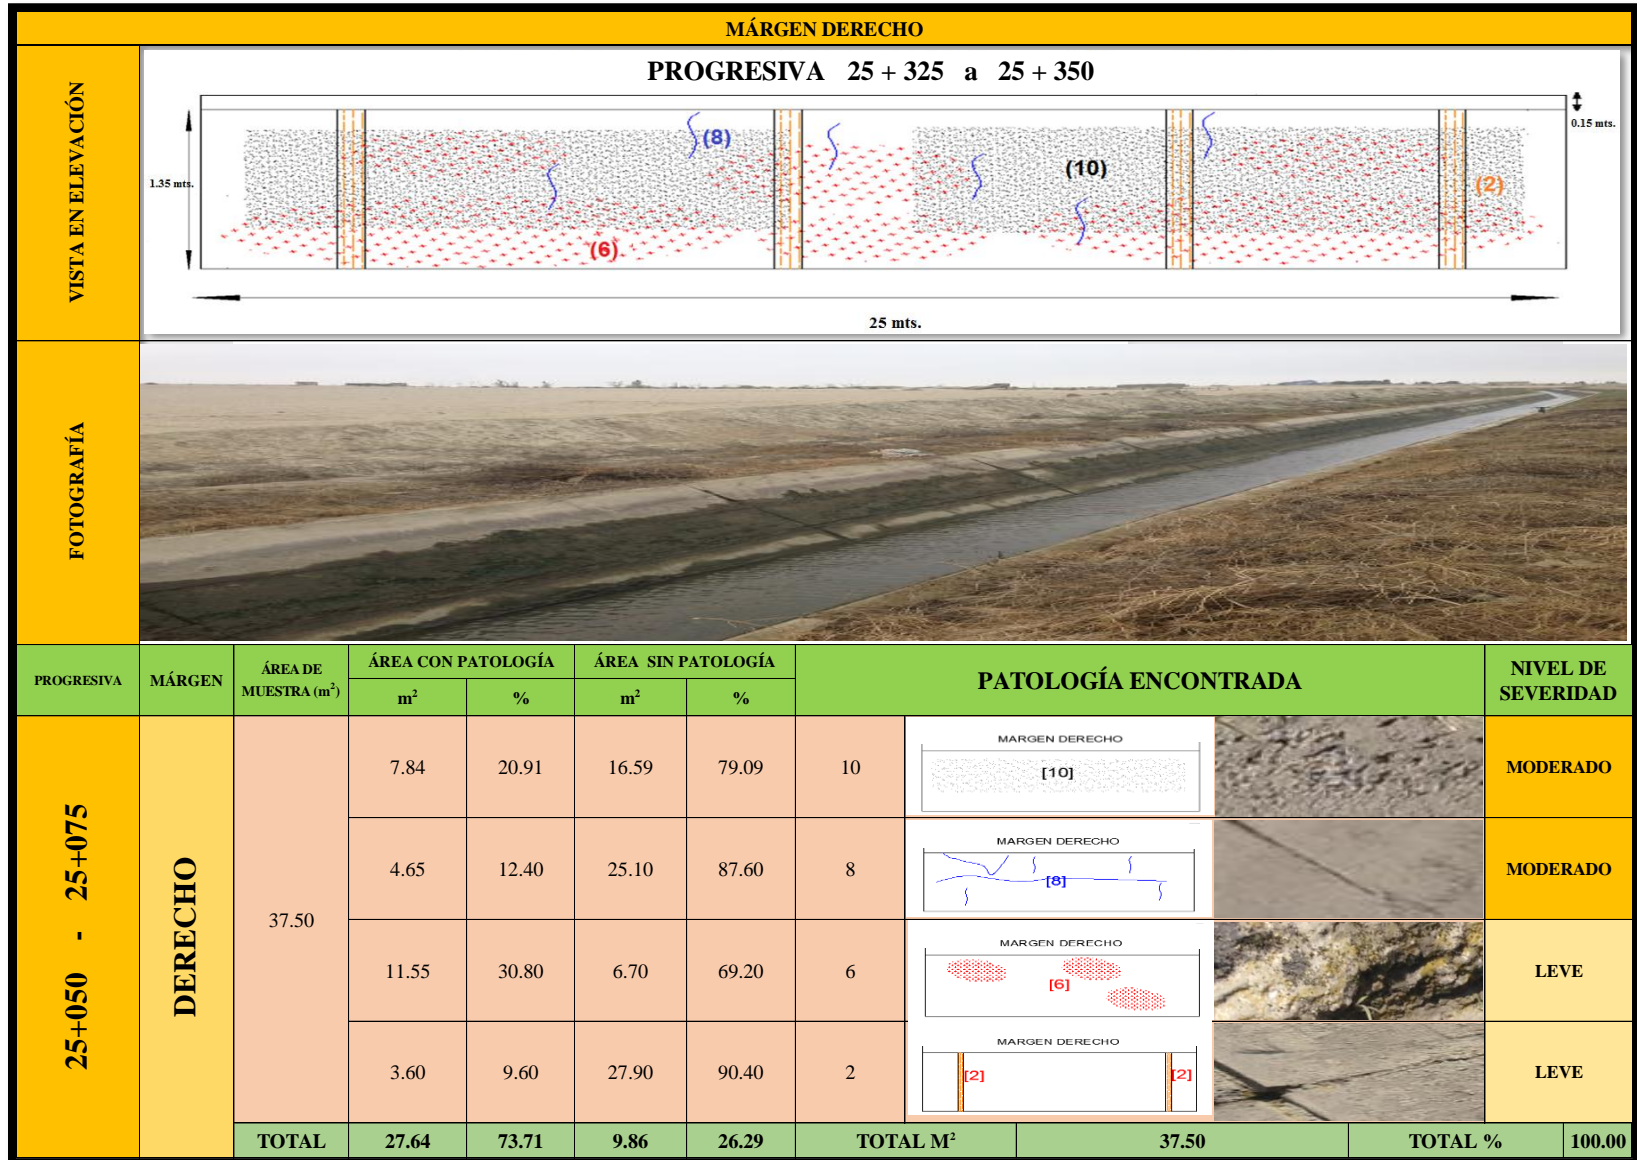 MÁRGEN DERECHO
VISTA EN ELEVACIÓN
PROGRESIVA 25 + 325 a 25 + 350
0.15 mts.
1.35 mts.
(8)
(10)
(2)
(6)
25 mts.
FOTOGRAFÍA
PROGRESIVA
MÁRGEN
ÁREA DE
MUESTRA (m²)
ÁREA CON PATOLOGÍA
ÁREA SIN PATOLOGÍA
m²
%
m²
%
PATOLOGÍA ENCONTRADA
NIVEL DE
SEVERIDAD
25+050 - 25+075
DERECHO
37.50
7.84
20.91
16.59
79.09
10
MARGEN DERECHO
[10]
MODERADO
4.65
12.40
25.10
87.60
8
MARGEN DERECHO
[8]
MODERADO
11.55
30.80
6.70
69.20
6
MARGEN DERECHO
[6]
LEVE
3.60
9.60
27.90
90.40
2
MARGEN DERECHO
[2]
[2]
LEVE
TOTAL
27.64
73.71
9.86
26.29
TOTAL M²
37.50
TOTAL %
100.00